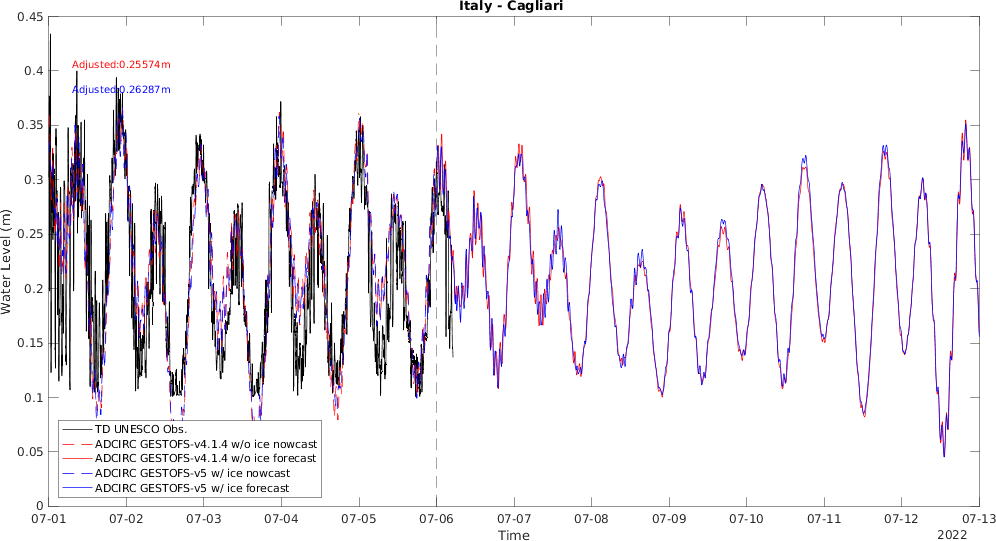 Italy - Cagliari
0.45
0.4
0.35
0.3
0.25
0.2
0.15
0.1
0.05
0
Water Level (m)
Adjusted:0.25574m
Adjusted:0.26287m
TD UNESCO Obs.
ADCIRC GESTOFS-v4.1.4 w/o ice nowcast
ADCIRC GESTOFS-v4.1.4 w/o ice forecast
ADCIRC GESTOFS-v5 w/ ice nowcast
ADCIRC GESTOFS-v5 w/ ice forecast
07-01 07-02 07-03 07-04 07-05 07-06 07-07 07-08 07-09 07-10 07-11 07-12 07-13
Time
2022